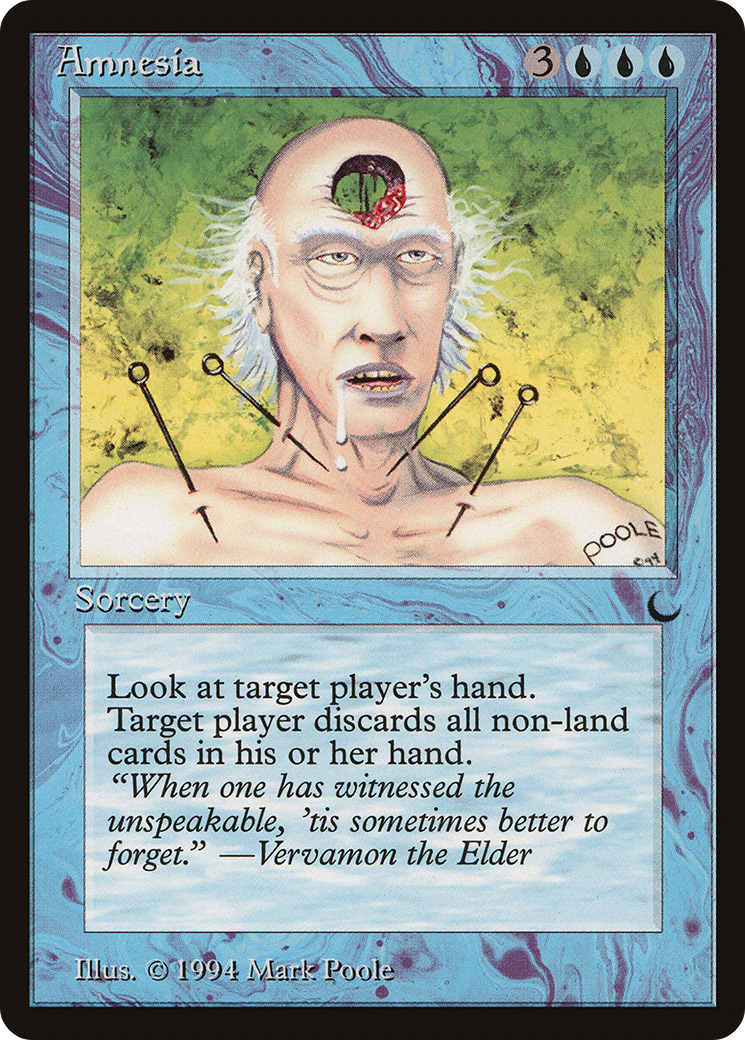 Amnesia 3
POOLE
©94
Sorcery
Look at target player's hand.
Target player discards all non-land
cards in his or her hand.
"When one has witnessed the
unspeakable, 'tis sometimes better to
forget." —Vervamon the Elder
Illus. © 1994 Mark Poole